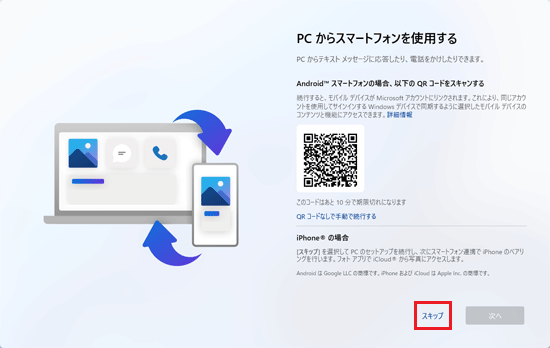 PC からスマートフォンを使用する
PC からテキスト メッセージに応答したり、電話をかけたりできます。
Android™ スマートフォンの場合、以下の QR コードをスキャンする
続行すると、モバイル デバイスが Microsoft アカウントにリンクされます。これにより、同じアカウ
ントを使用してサインインする Windows デバイスで同期するように選択したモバイル デバイスの
コンテンツと機能にアクセスできます。詳細情報
このコードはあと 10 分で期限切れになります
QR コードなしで手動で続行する
iPhone® の場合
[スキップ] を選択して PC のセットアップを続行し、次にスマートフォン連携で iPhone のペアリ
ングを行います。フォト アプリで iCloud® から写真にアクセスします。
Android は Google LLC の商標です。iPhone および iCloud は Apple Inc. の商標です。
スキップ
次へ